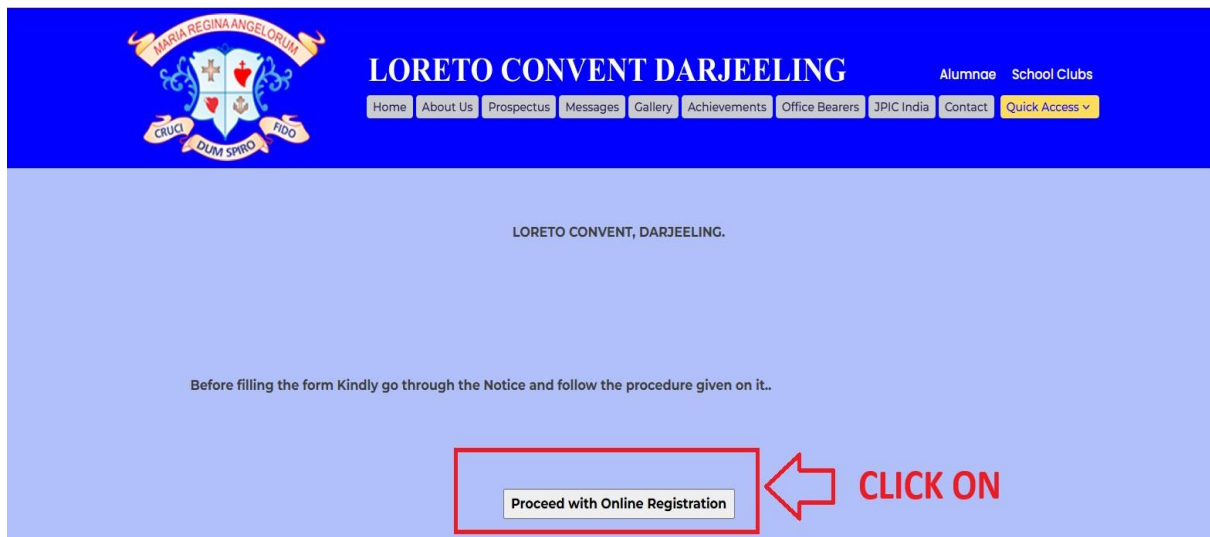 MARIA REGINA ANGELORUM
CRUCI DUM SPIRO FIDO
LORETO CONVENT DARJEELING
Alumnae School Clubs
Home About Us Prospectus Messages Gallery Achievements Office Bearers JPIC India Contact Quick Access
LORETO CONVENT, DARJEELING.
Before filling the form Kindly go through the Notice and follow the procedure given on it..
Proceed with Online Registration
CLICK ON